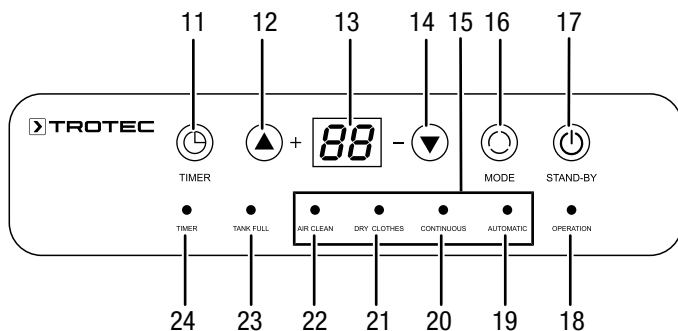 11 12 13 14 15 16 17
TROTEC
+ 88 -
TIMER MODE STAND-BY
TIMER TANK FULL AIR CLEAN DRY CLOTHES CONTINUOUS AUTOMATIC OPERATION
24 23 22 21 20 19 18